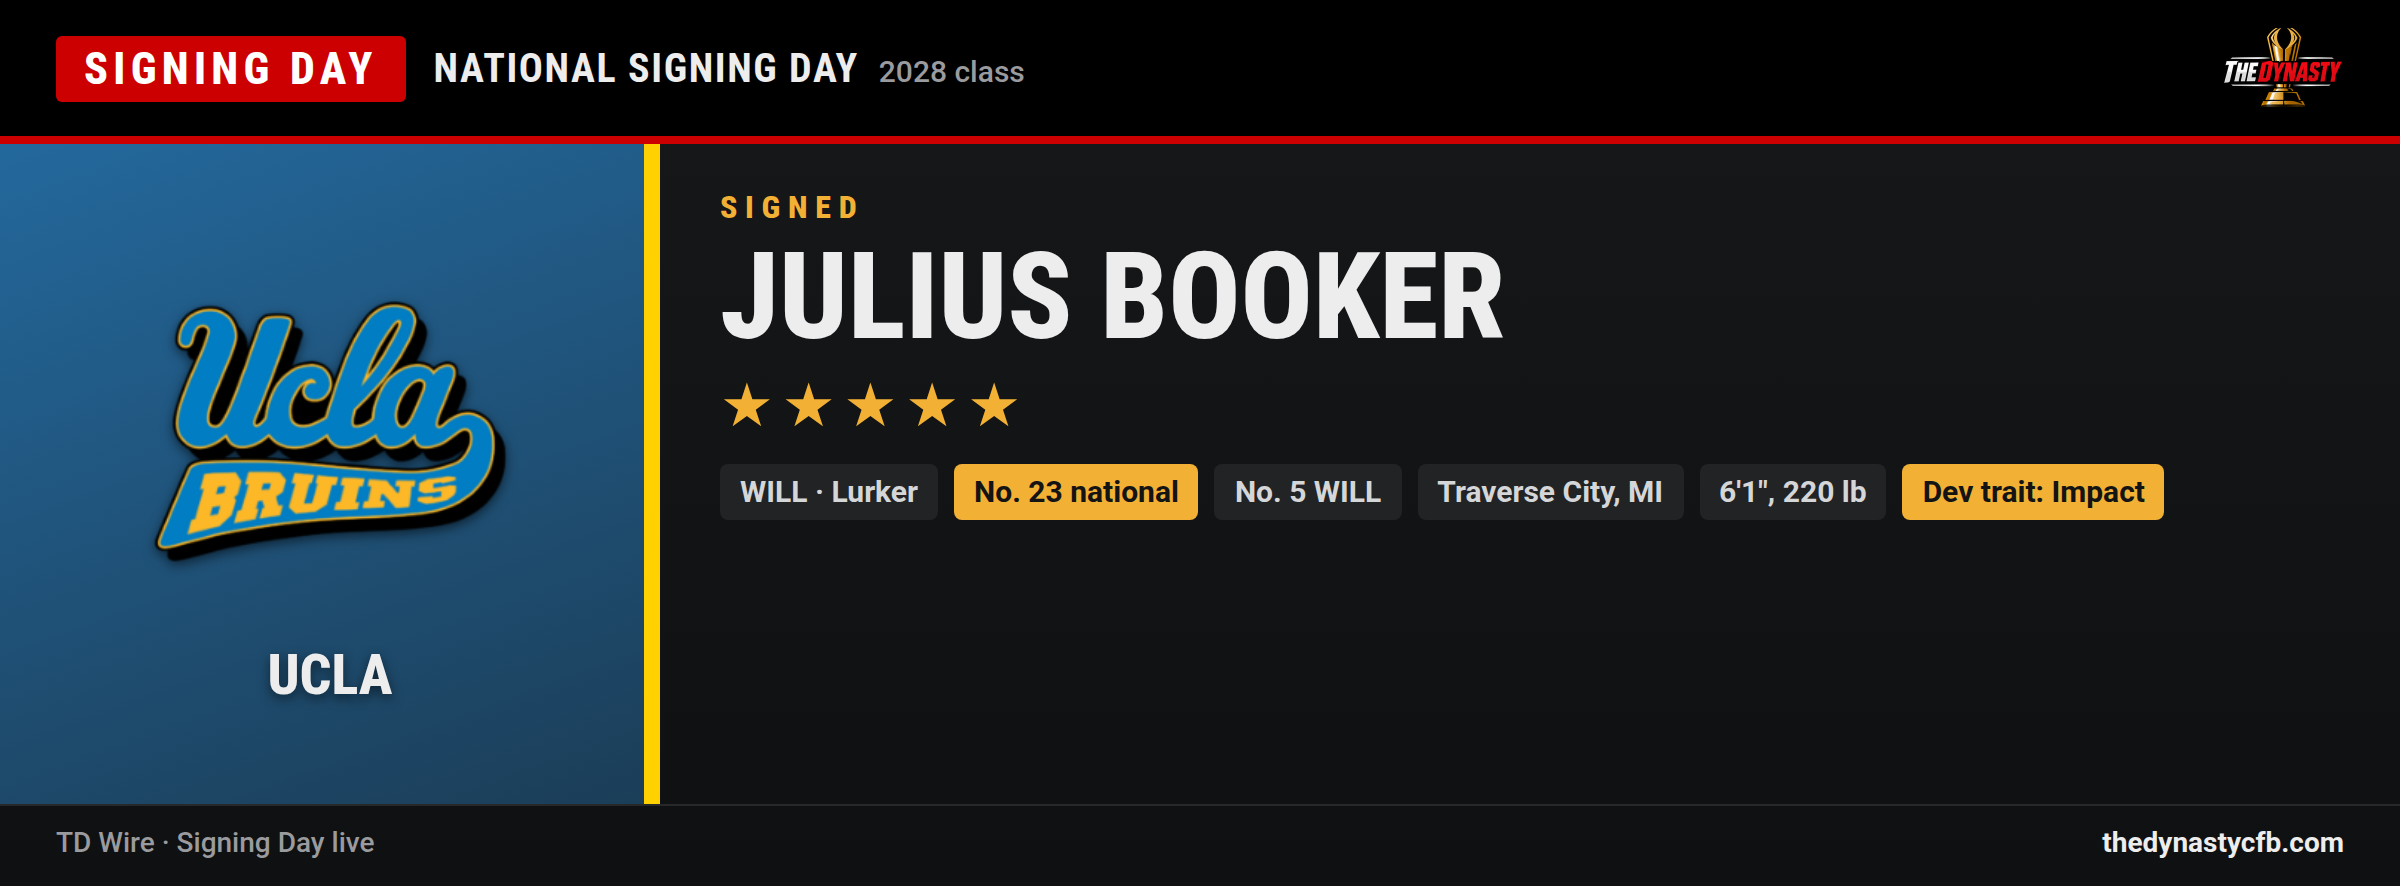 SIGNING DAY NATIONAL SIGNING DAY 2028 class
THE DYNASTY
Ucla
BRUINS
UCLA
SIGNED
JULIUS BOOKER
★★★★★
WILL · Lurker No. 23 national No. 5 WILL Traverse City, MI 6'1", 220 lb Dev trait: Impact
TD Wire · Signing Day live thedynastycfb.com